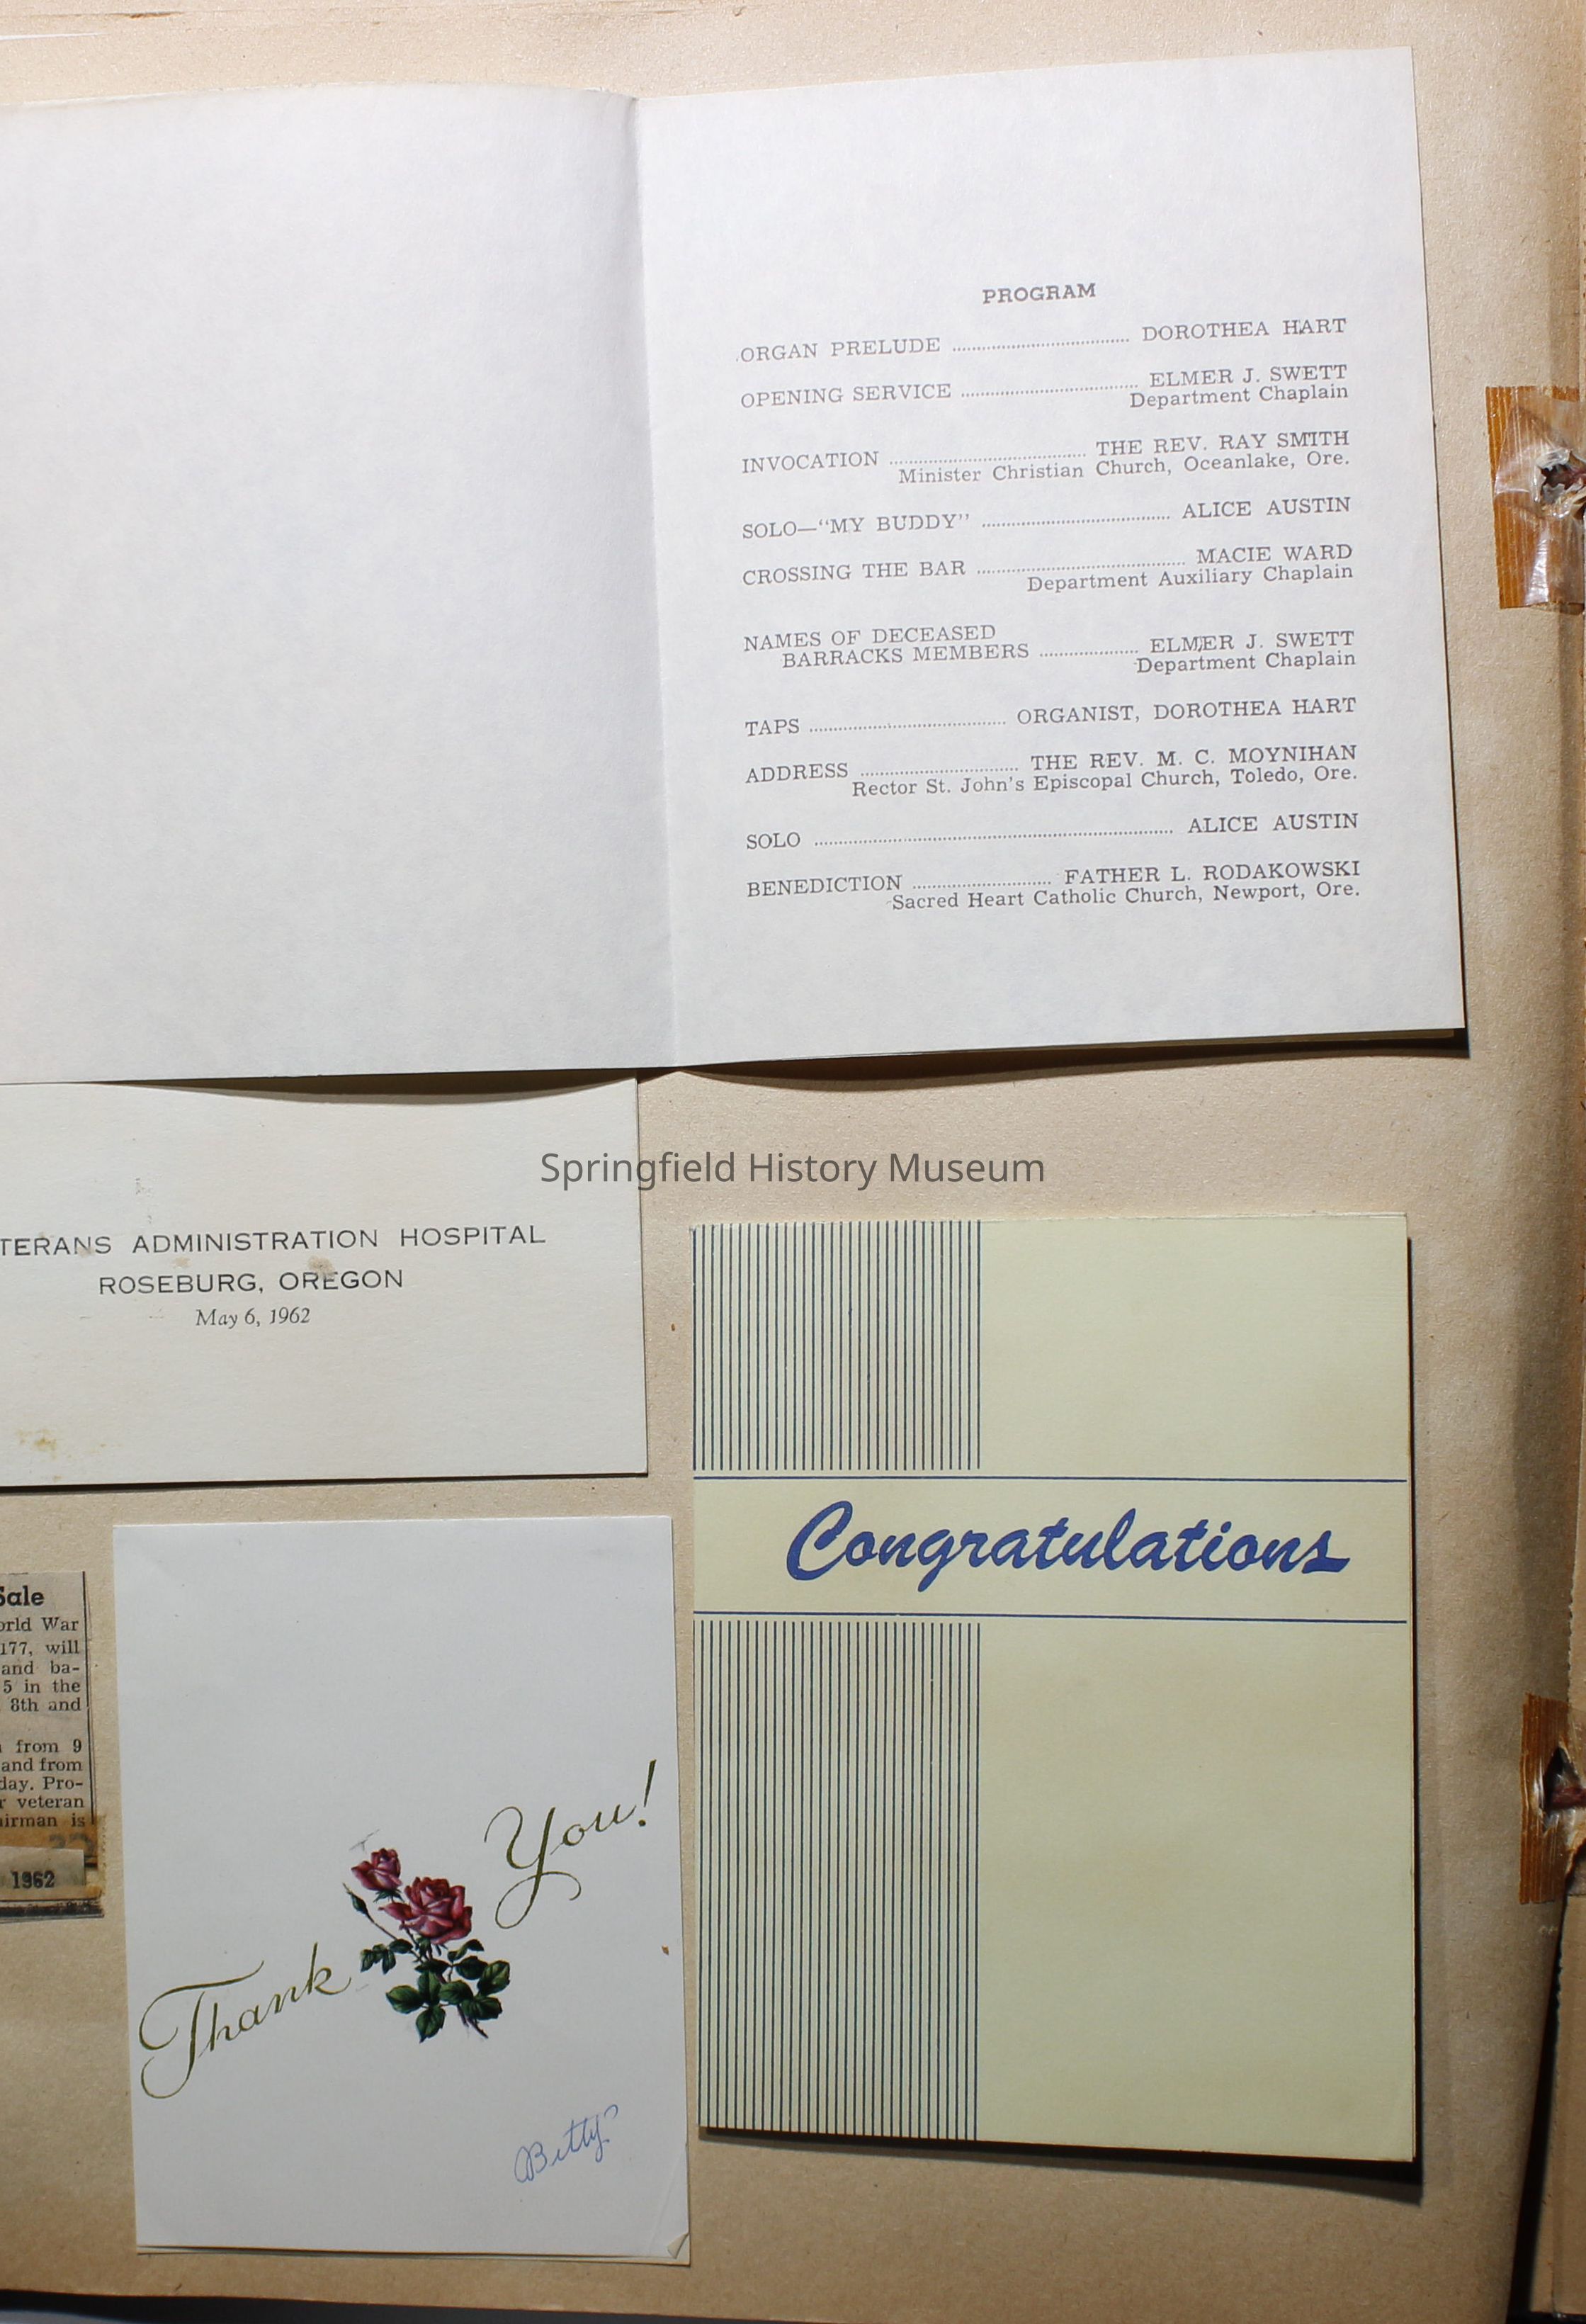 PROGRAM
ORGAN PRELUDE ........ DOROTHEA HART
OPENING SERVICE ........ ELMER J. SWETT
Department Chaplain
INVOCATION ........ THE REV. RAY SMITH
Minister Christian Church, Oceanlake, Ore.
SOLO—“MY BUDDY” ........ ALICE AUSTIN
CROSSING THE BAR ........ MACIE WARD
Department Auxiliary Chaplain
NAMES OF DECEASED
BARRACKS MEMBERS ........ ELMER J. SWETT
Department Chaplain
TAPS ........ ORGANIST, DOROTHEA HART
ADDRESS ........ THE REV. M. C. MOYNIHAN
Rector St. John's Episcopal Church, Toledo, Ore.
SOLO ........ ALICE AUSTIN
BENEDICTION ........ FATHER L. RODAKOWSKI
Sacred Heart Catholic Church, Newport, Ore.
Springfield History Museum
TERANS ADMINISTRATION HOSPITAL
ROSEBURG, OREGON
May 6, 1962
Congratulations
Sale
orld War
177, will
and ba-
5 in the
8th and
from 9
and from
day. Pro-
r veteran
airman is
1962
Thank You!
Betty